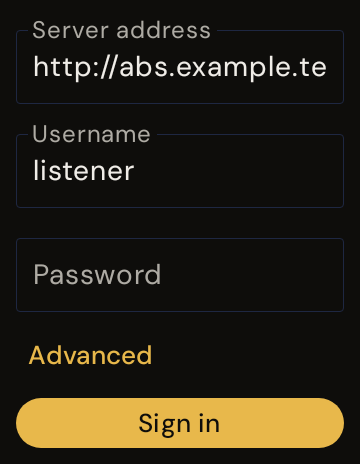 Server address
http://abs.example.te
Username
listener
Password
Advanced
Sign in